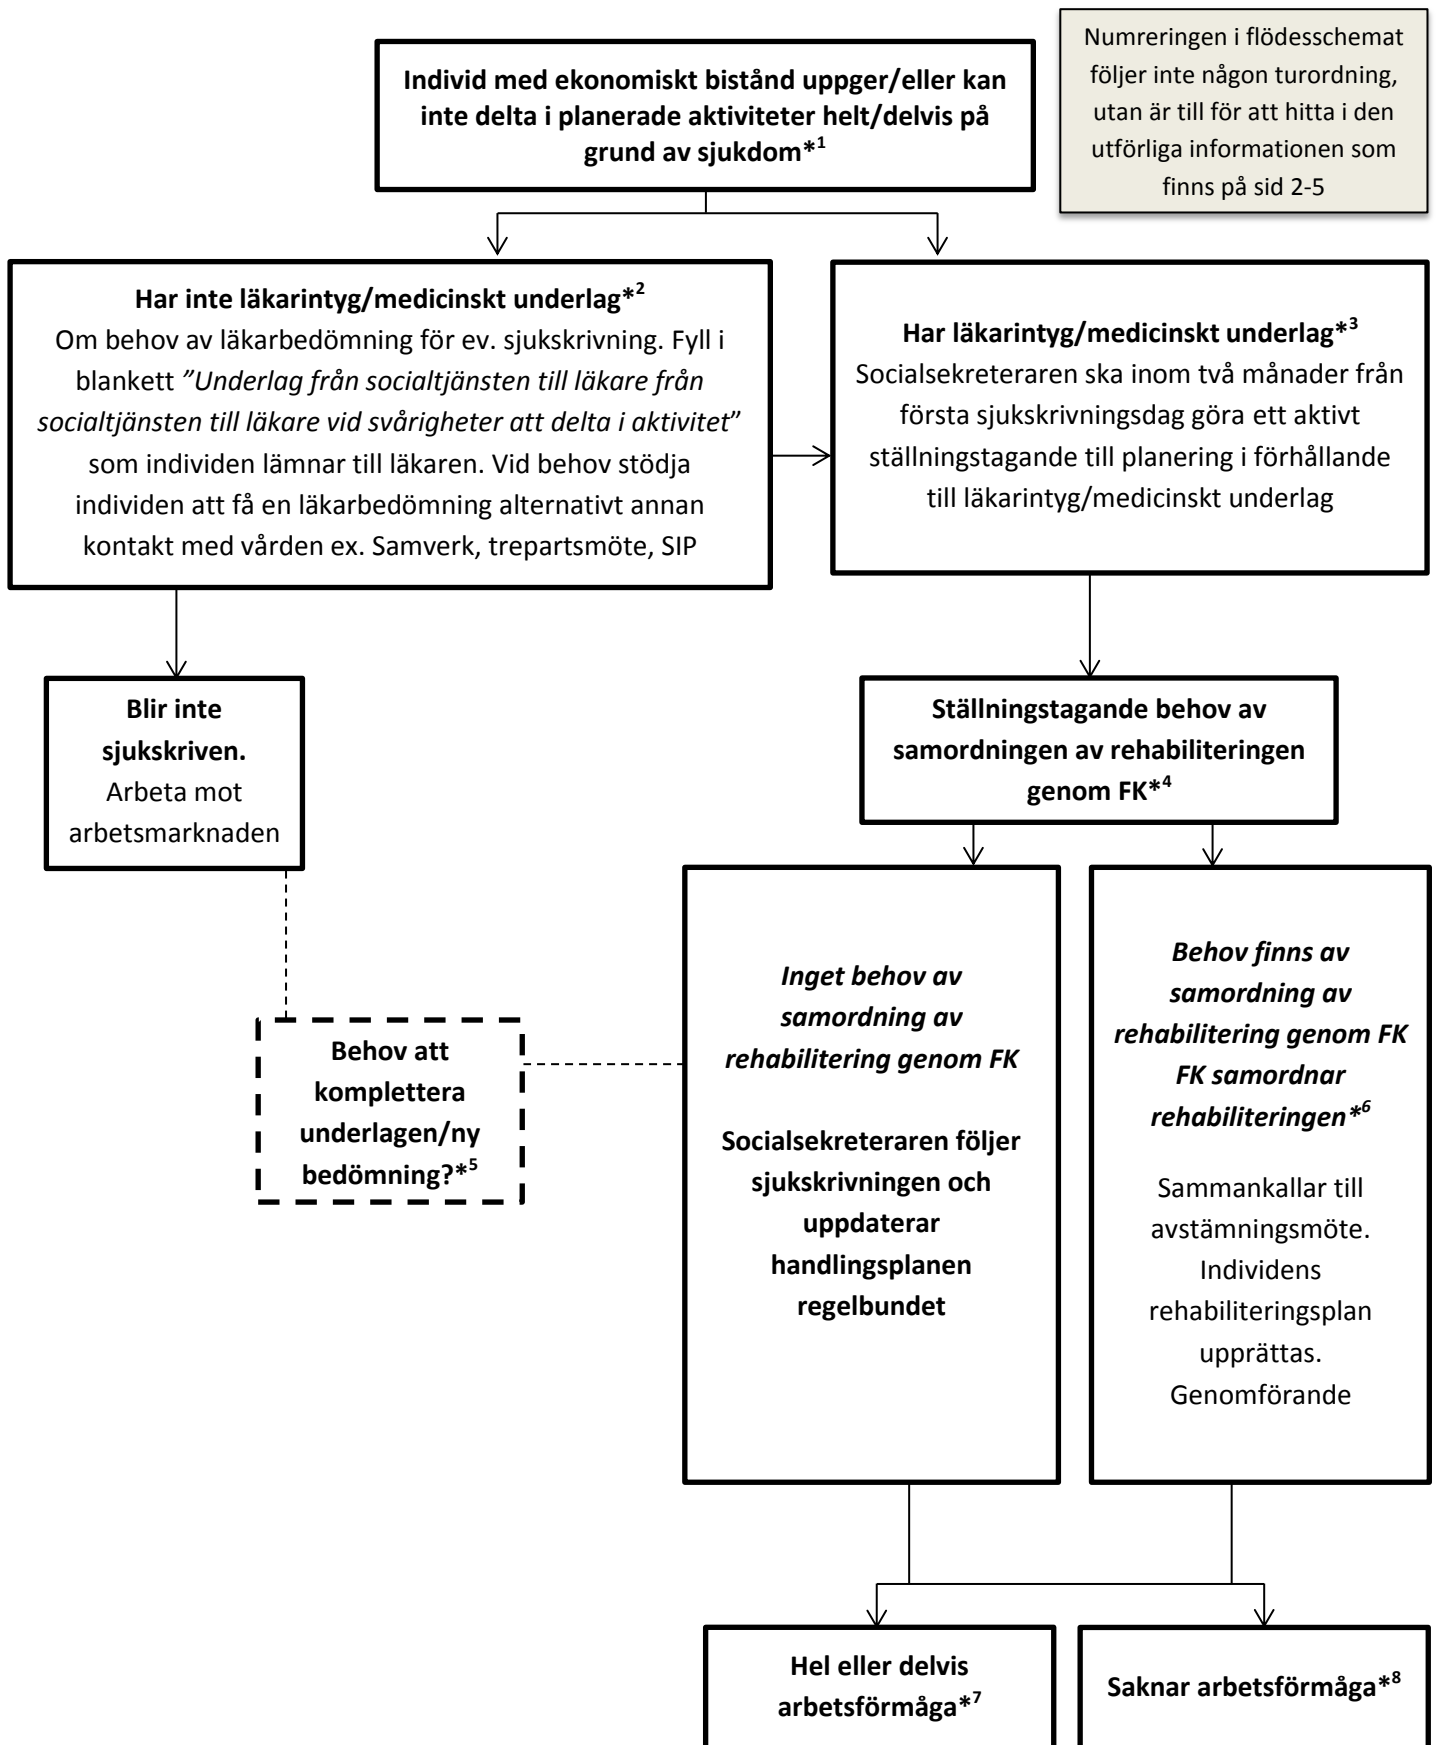 Numreringen i flödesschemat
följer inte någon turordning,
utan är till för att hitta i den
utförliga informationen som
finns på sid 2-5
Individ med ekonomiskt bistånd uppger/eller kan
inte delta i planerade aktiviteter helt/delvis på
grund av sjukdom*1
Har inte läkarintyg/medicinskt underlag*2
Om behov av läkarbedömning för ev. sjukskrivning. Fyll i
blankett ”Underlag från socialtjänsten till läkare från
socialtjänsten till läkare vid svårigheter att delta i aktivitet”
som individen lämnar till läkaren. Vid behov stödja
individen att få en läkarbedömning alternativt annan
kontakt med vården ex. Samverk, trepartsmöte, SIP
Har läkarintyg/medicinskt underlag*3
Socialsekreteraren ska inom två månader från
första sjukskrivningsdag göra ett aktivt
ställningstagande till planering i förhållande
till läkarintyg/medicinskt underlag
Blir inte
sjukskriven.
Arbeta mot
arbetsmarknaden
Ställningstagande behov av
samordningen av rehabiliteringen
genom FK*4
Behov att
komplettera
underlagen/ny
bedömning?*5
Inget behov av
samordning av
rehabilitering genom FK
Socialsekreteraren följer
sjukskrivningen och
uppdaterar
handlingsplanen
regelbundet
Behov finns av
samordning av
rehabilitering genom FK
FK samordnar
rehabiliteringen*6
Sammankallar till
avstämningsmöte.
Individens
rehabiliteringsplan
upprättas.
Genomförande
Hel eller delvis
arbetsförmåga*7
Saknar arbetsförmåga*8